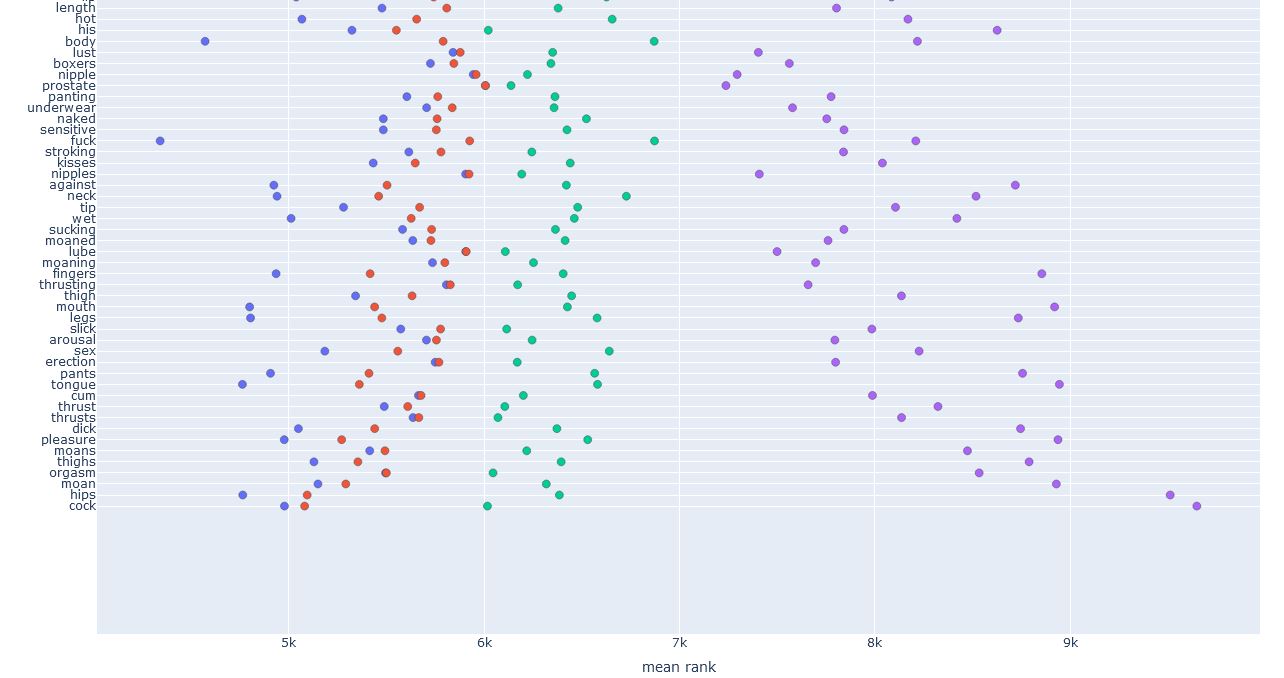 length
hot
his
body
lust
boxers
nipple
prostate
panting
underwear
naked
sensitive
fuck
stroking
kisses
nipples
against
neck
tip
wet
sucking
moaned
lube
moaning
fingers
thrusting
thigh
mouth
legs
slick
arousal
sex
erection
pants
tongue
cum
thrust
thrusts
dick
pleasure
moans
thighs
orgasm
moan
hips
cock
5k 6k 7k 8k 9k
mean rank